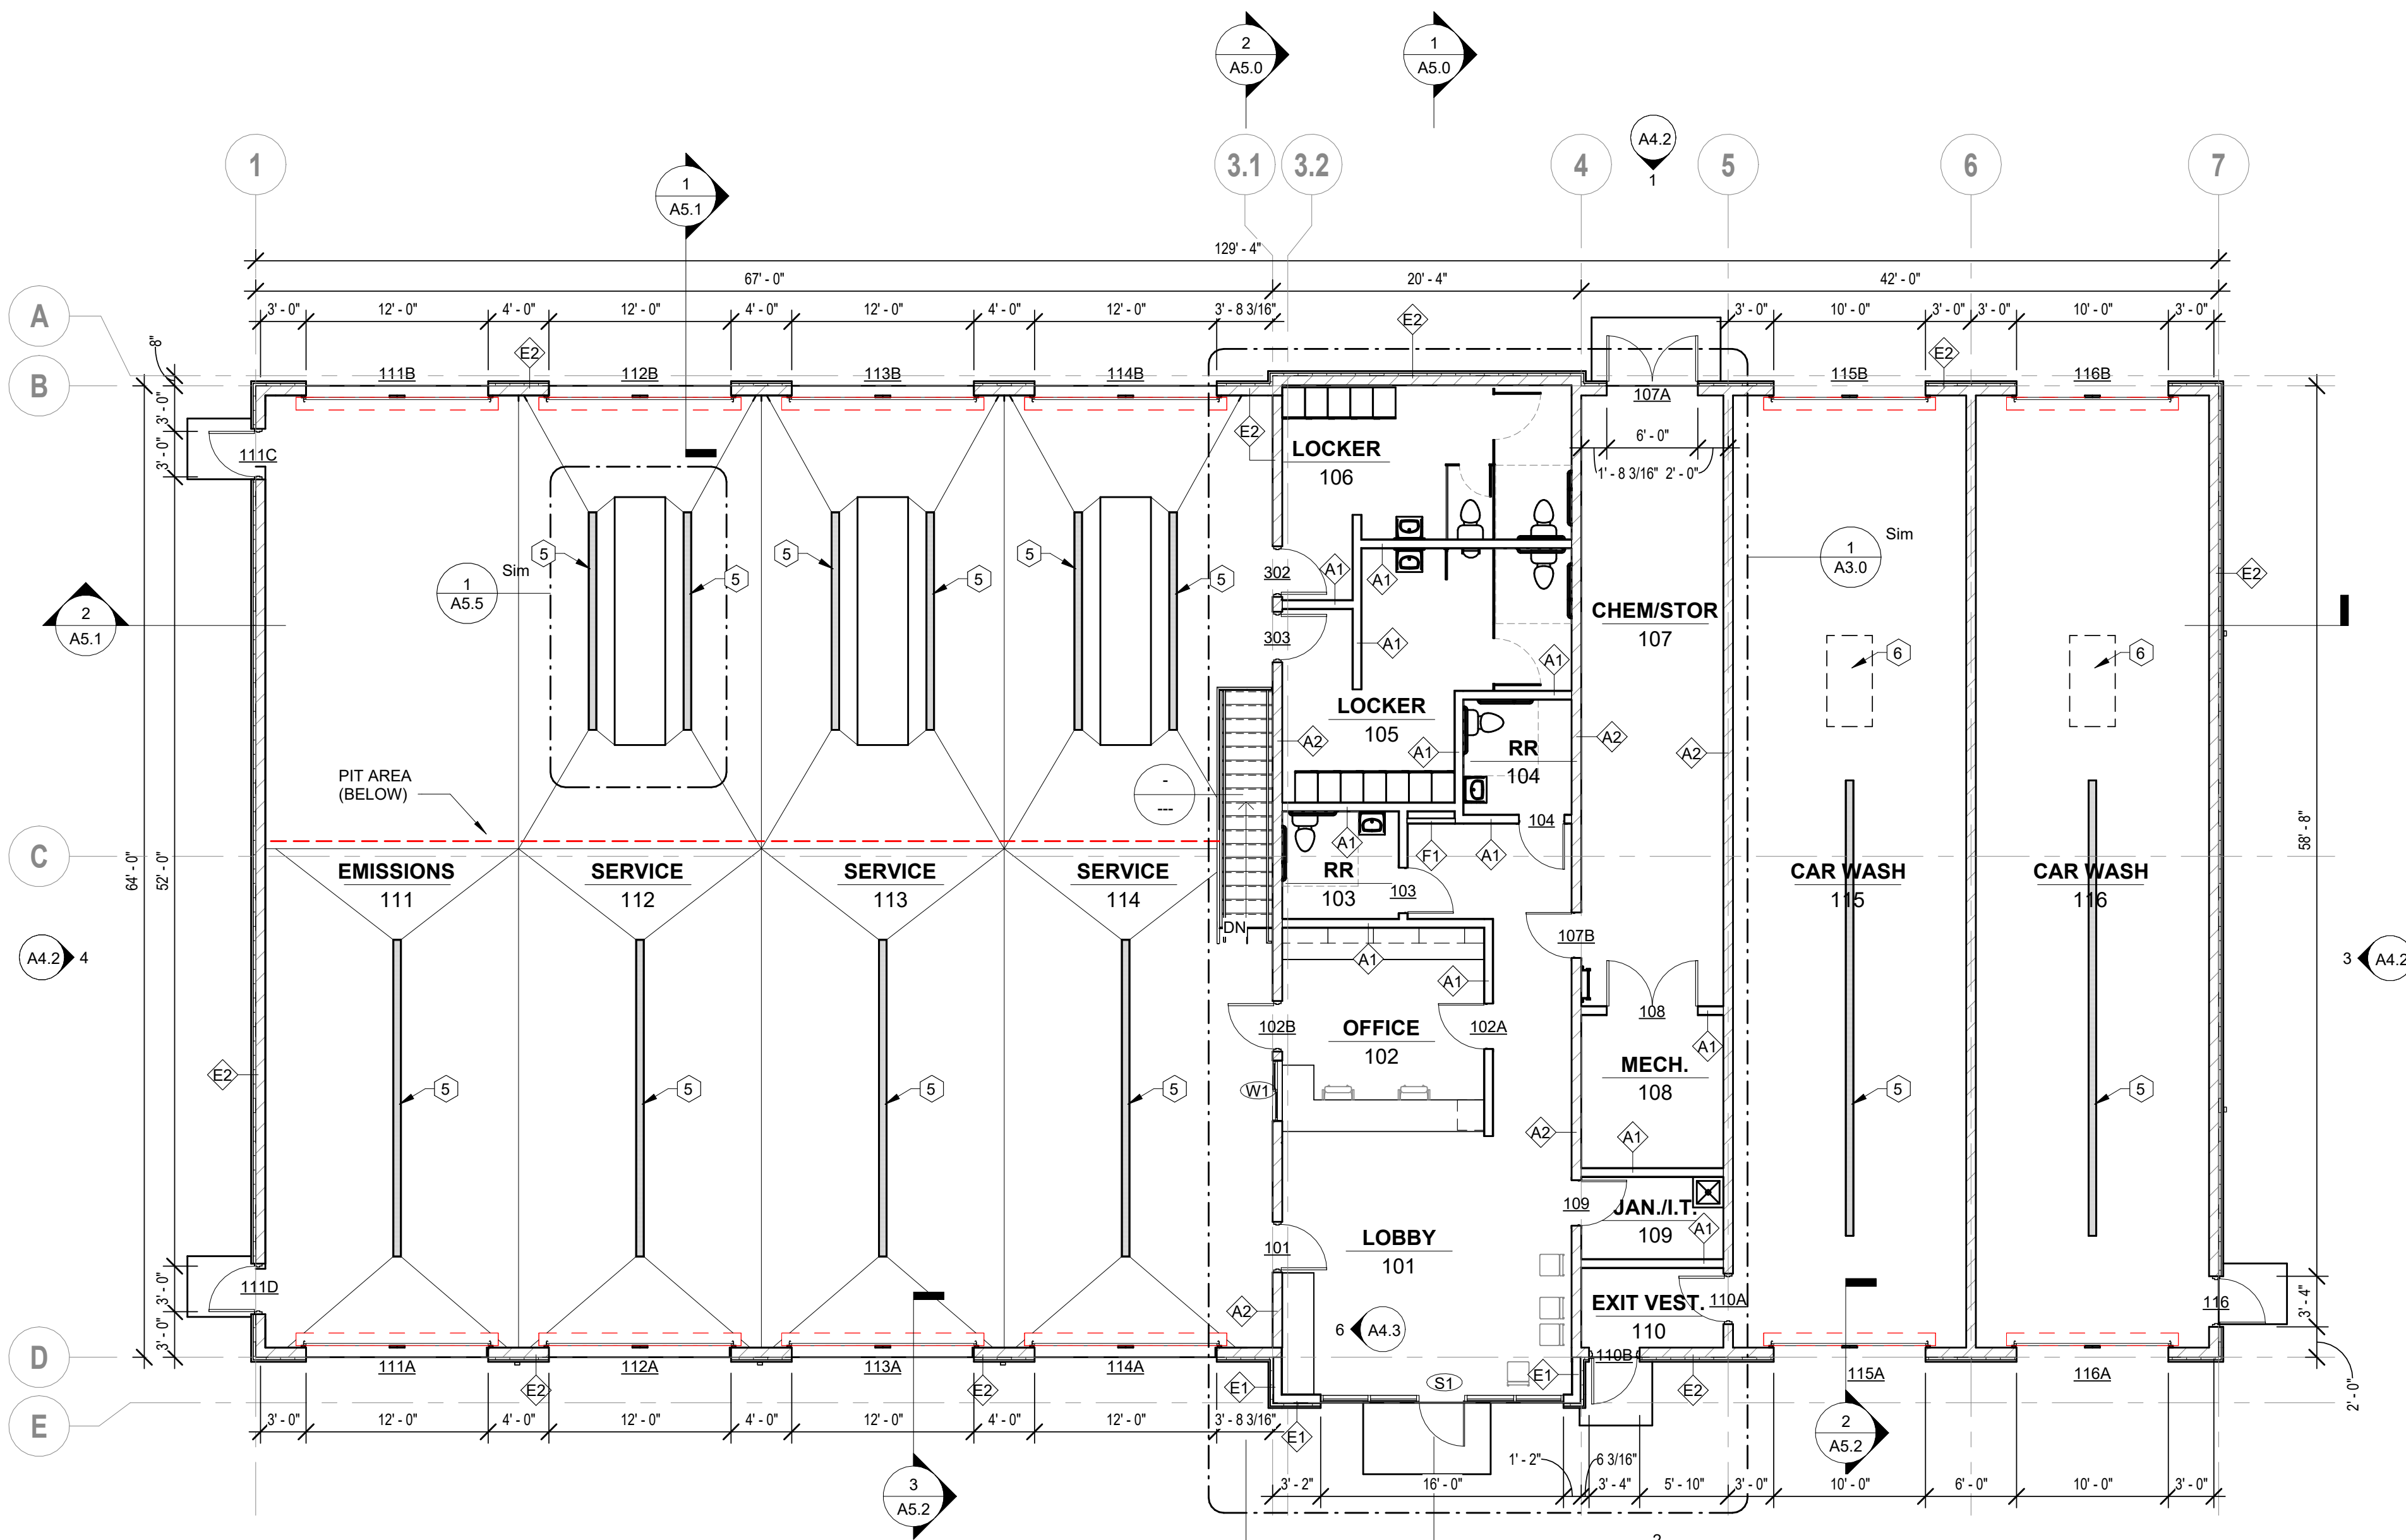 2
A5.0
1
A5.0
1
A5.1
A4.2
1
1
3.1
3.2
4
5
6
7
129' - 4"
67' - 0"
20' - 4"
42' - 0"
3' - 0"
12' - 0"
4' - 0"
12' - 0"
4' - 0"
12' - 0"
4' - 0"
12' - 0"
3' - 8 3/16"
3' - 0"
10' - 0"
3' - 0"
3' - 0"
10' - 0"
3' - 0"
A
B
8"
E2
E2
E2
111B
112B
113B
114B
107A
115B
116B
3' - 0"
3' - 0"
111C
E2
6' - 0"
1' - 8 3/16"
2' - 0"
LOCKER
106
5
5
5
5
5
5
1
A5.5
Sim
1
A3.0
Sim
2
A5.1
302
303
A1
A1
A1
A1
E2
CHEM/STOR
107
6
6
LOCKER
105
A2
A1
RR
104
A2
A2
PIT AREA
(BELOW)
-
---
104
A1
F1
A1
C
64' - 0"
52' - 0"
58' - 8"
EMISSIONS
111
SERVICE
112
SERVICE
113
SERVICE
114
RR
103
103
CAR WASH
115
CAR WASH
116
DN
107B
A1
A1
A4.2
4
3
A4.2
102B
OFFICE
102
102A
108
A1
MECH.
108
E2
5
5
5
5
W1
5
5
A2
A1
109
JAN./I.T.
109
A1
101
LOBBY
101
111D
3' - 0"
3' - 0"
A2
6
A4.3
EXIT VEST.
110
110A
116
3' - 4"
2' - 0"
D
E
111A
112A
113A
114A
110B
115A
116A
E2
E2
E1
S1
E1
E2
E1
3' - 0"
12' - 0"
4' - 0"
12' - 0"
4' - 0"
12' - 0"
4' - 0"
12' - 0"
3' - 8 3/16"
2
A5.2
3
A5.2
1' - 2"
6 3/16"
3' - 2"
16' - 0"
3' - 4"
5' - 10"
3' - 0"
10' - 0"
6' - 0"
10' - 0"
3' - 0"